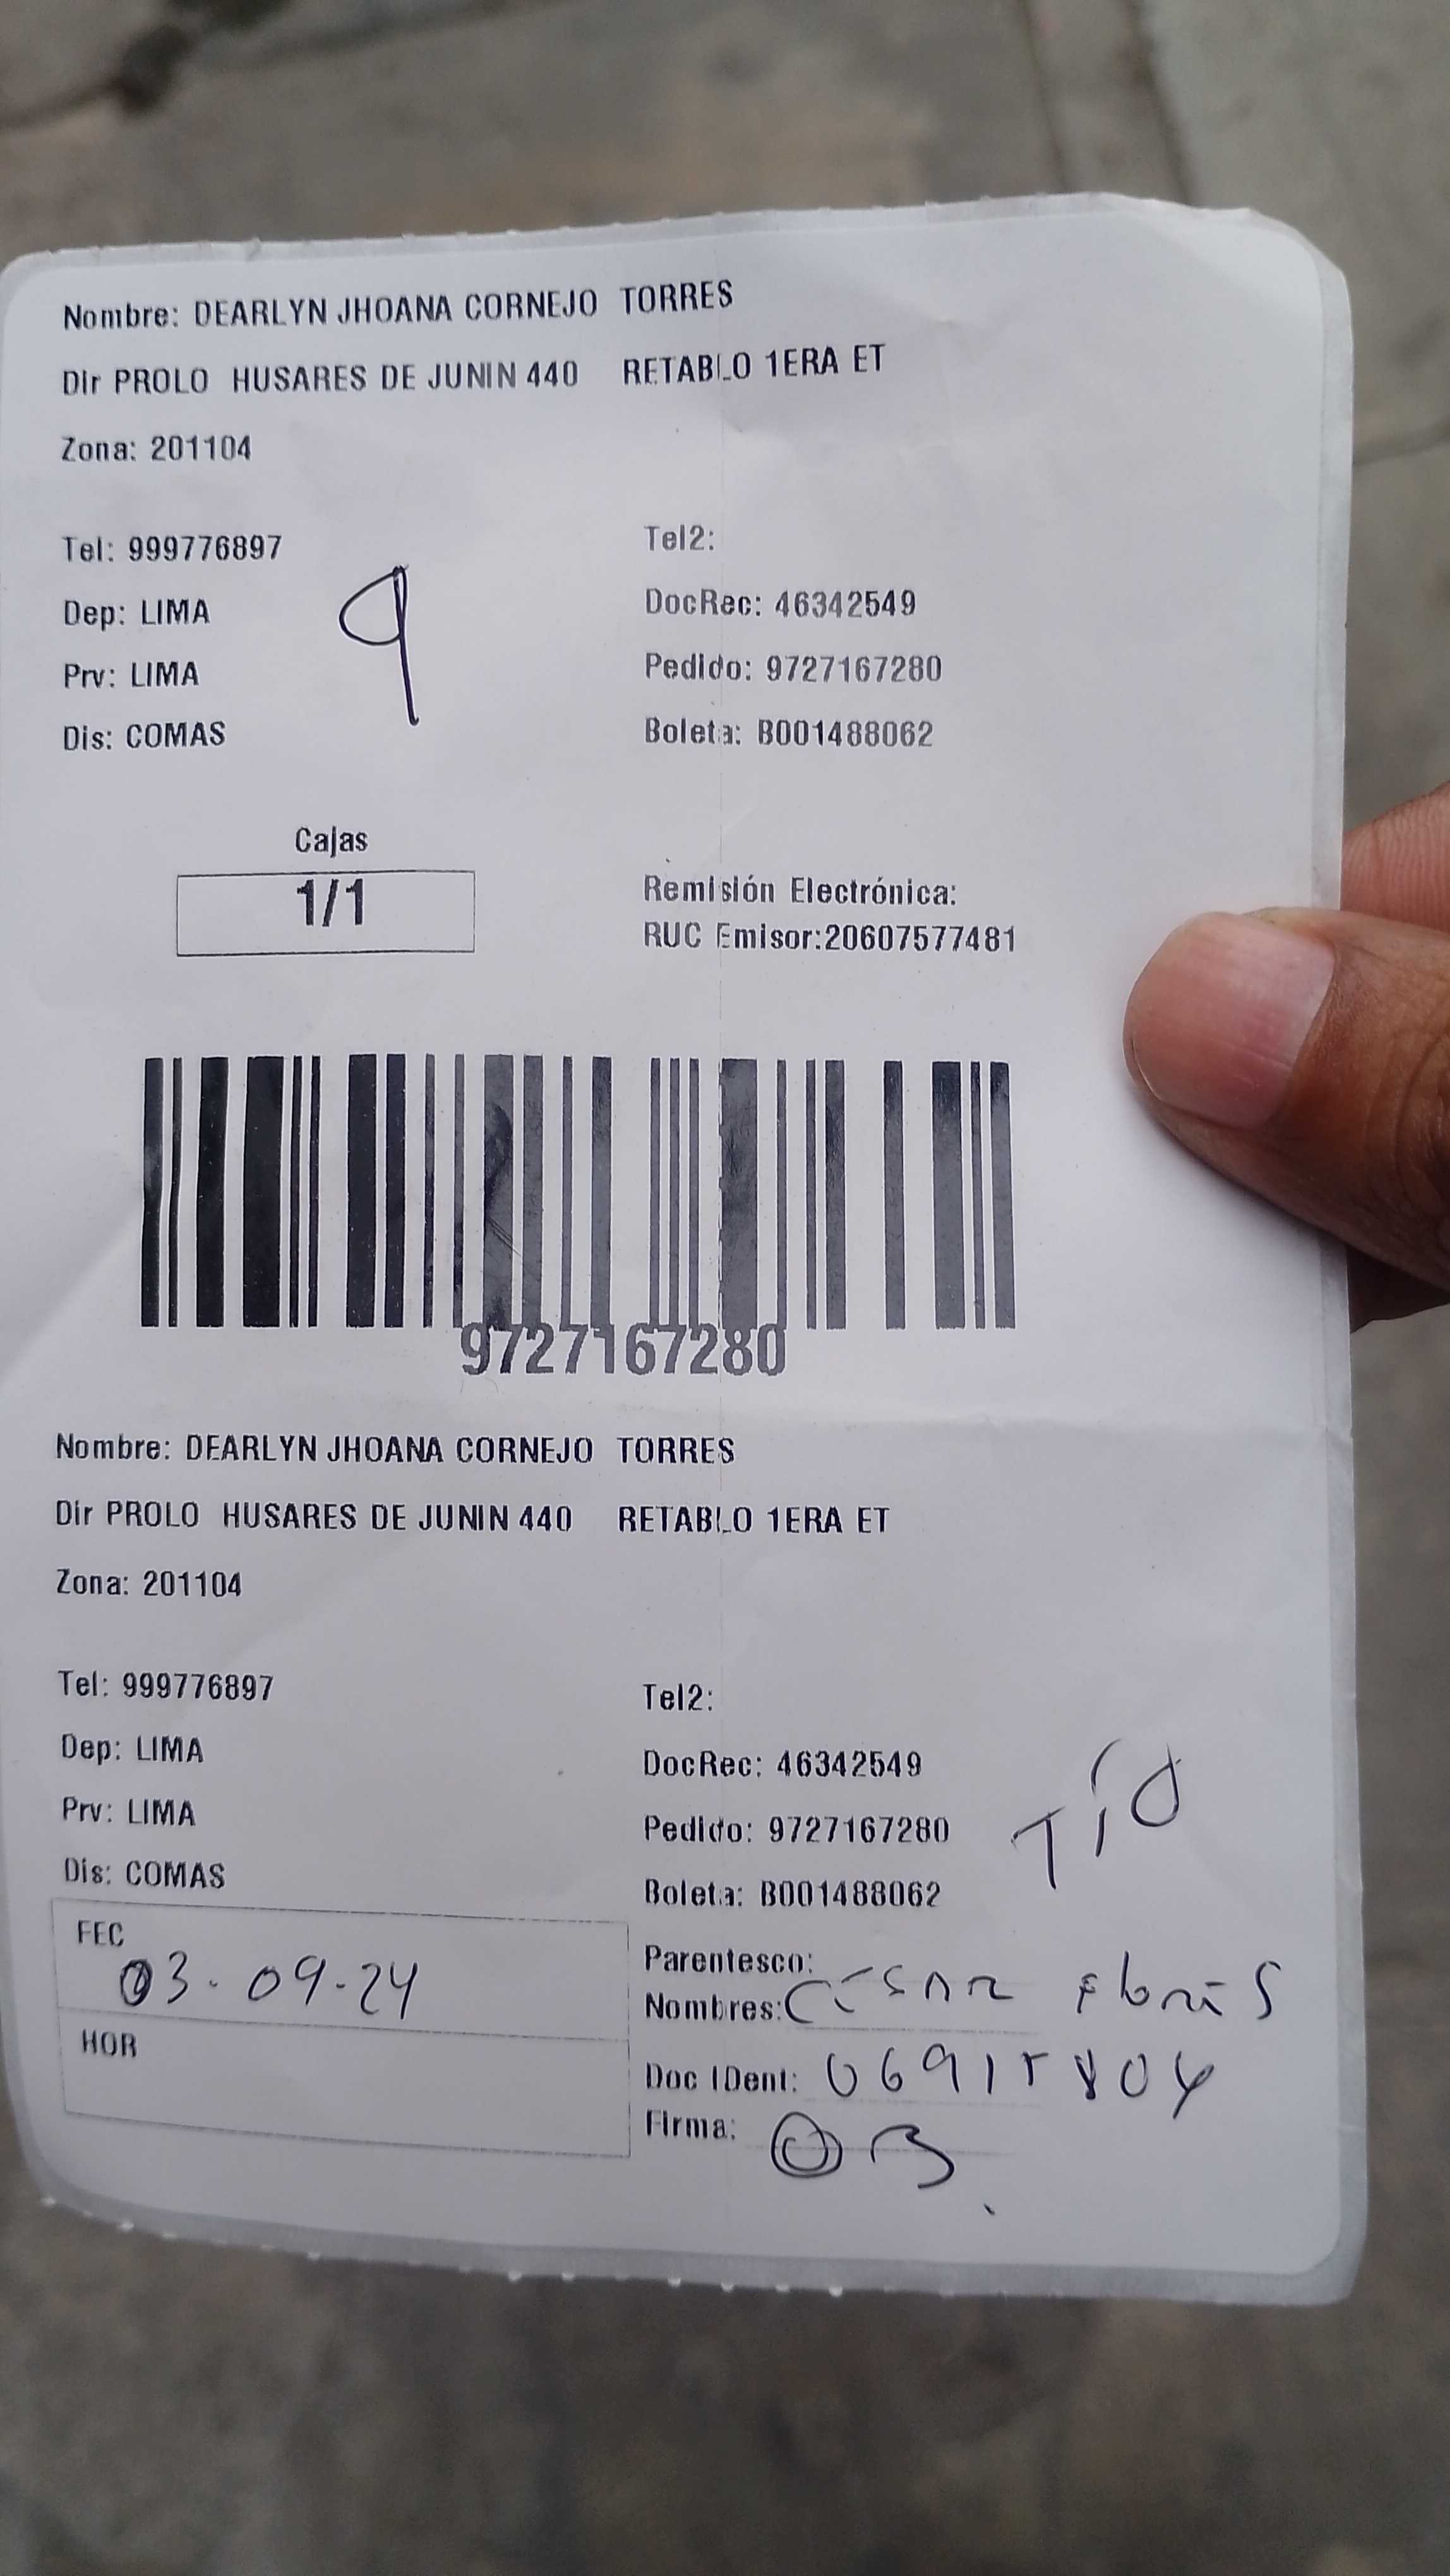 Nombre: DEARLYN JHOANA CORNEJO TORRES
Dir PROLO HUSARES DE JUNIN 440 RETABLO 1ERA ET
Zona: 201104
Tel: 999776897 Tel2:
Dep: LIMA 9 DocRec: 46342549
Prv: LIMA Pedido: 9727167280
Dis: COMAS Boleta: B001488062
Cajas
1/1 Remisión Electrónica:
RUC Emisor:20607577481
9727167280
Nombre: DEARLYN JHOANA CORNEJO TORRES
Dir PROLO HUSARES DE JUNIN 440 RETABLO 1ERA ET
Zona: 201104
Tel: 999776897 Tel2:
Dep: LIMA DocRec: 46342549
Prv: LIMA Pedido: 9727167280 Tío
Dis: COMAS Boleta: B001488062
FEC 03-09-24
Parentesco:
Nombres: Cesar Flores
HOR
Doc IDent:
Firma: